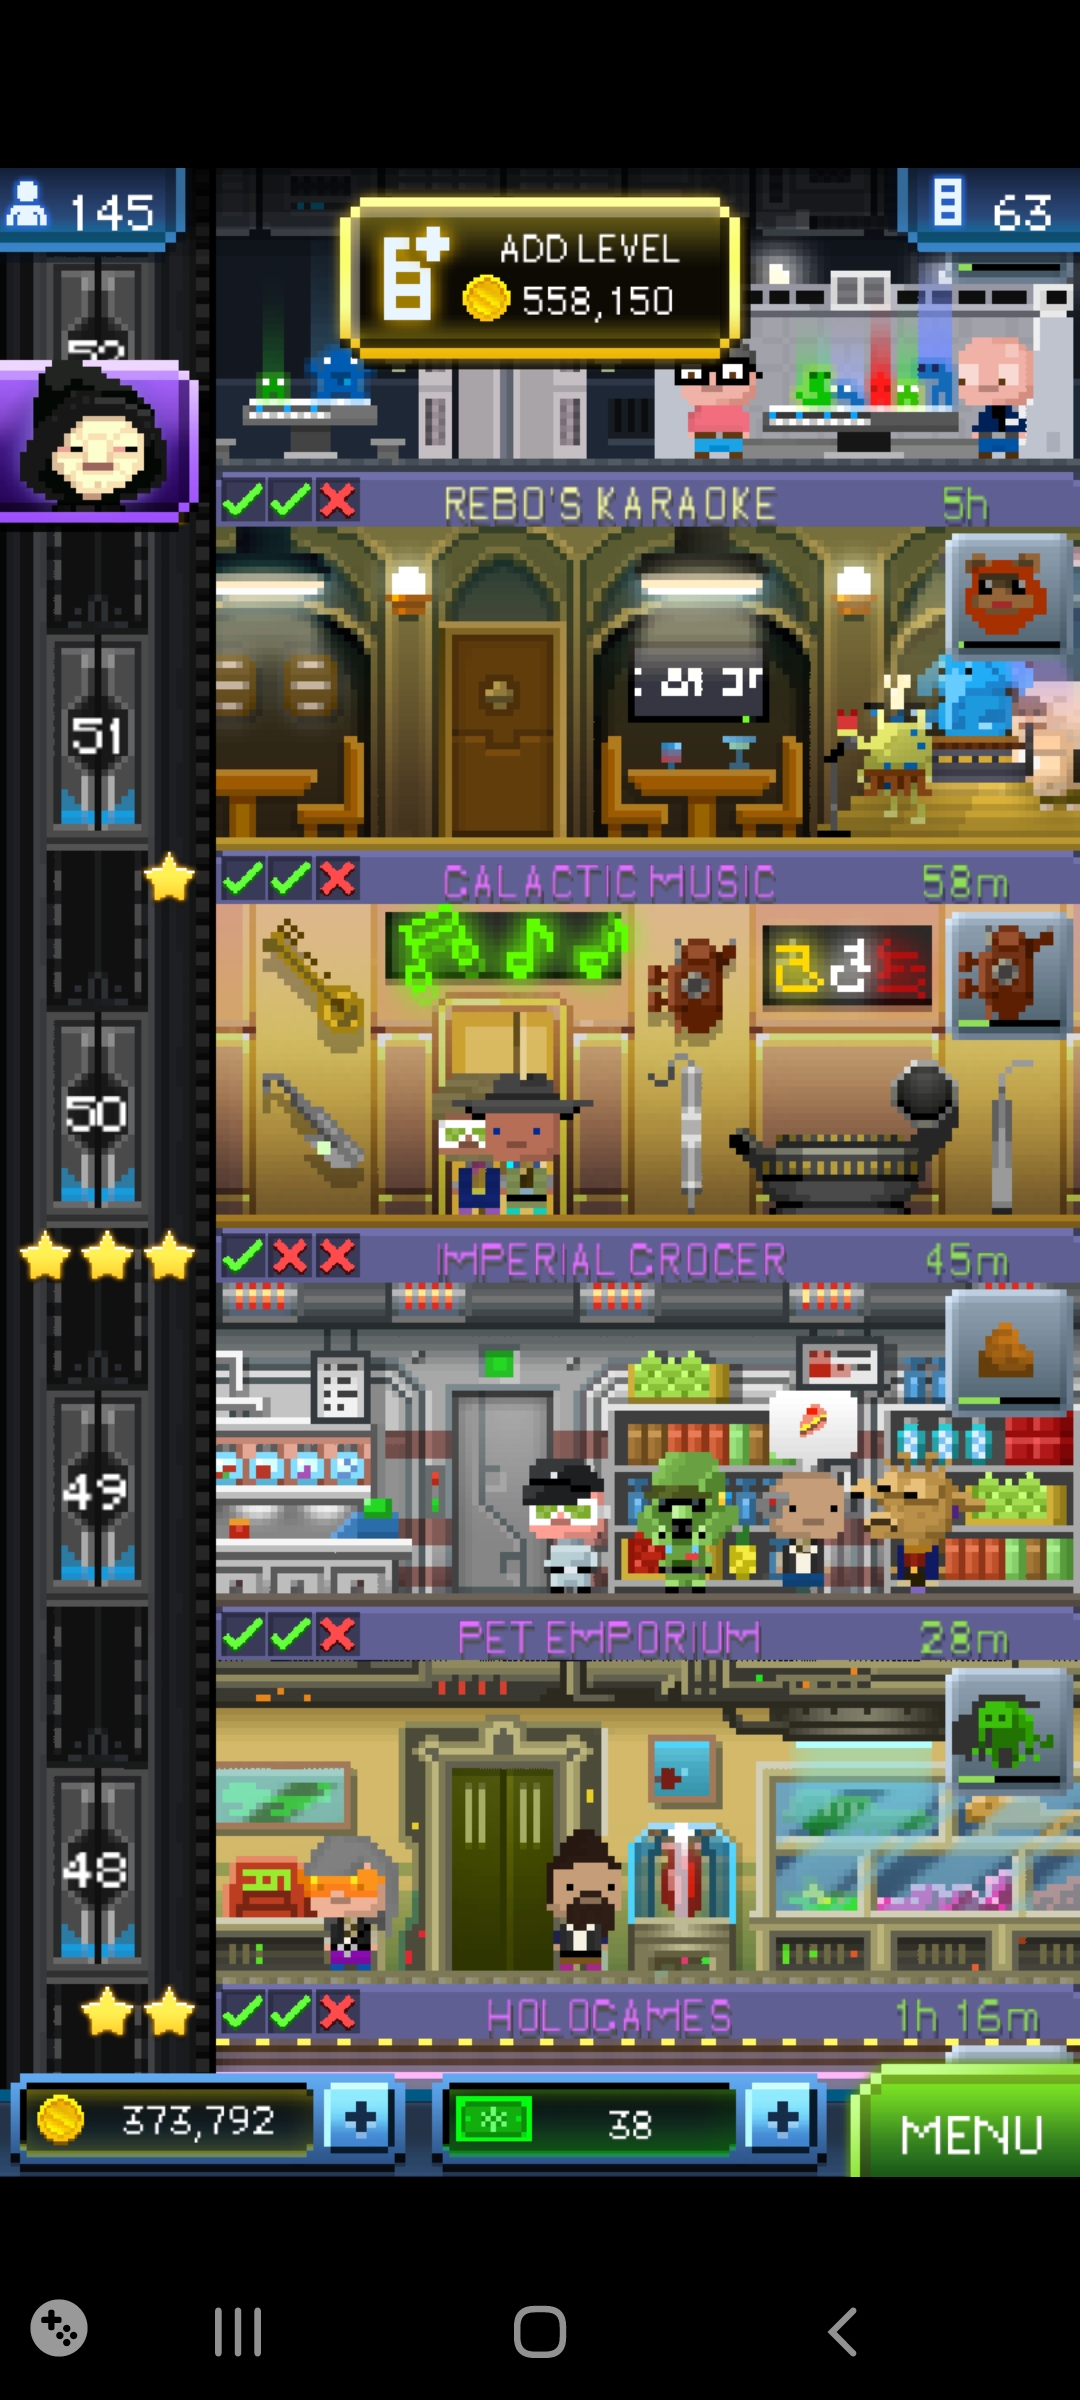 145
ADD LEVEL
558,150
63
REBO'S KARAOKE 5h
51
GALACTIC MUSIC 58m
50
IMPERIAL GROCER 45m
49
PET EMPORIUM 28m
48
HOLOGAMES 1h 16m
373,792
38
MENU